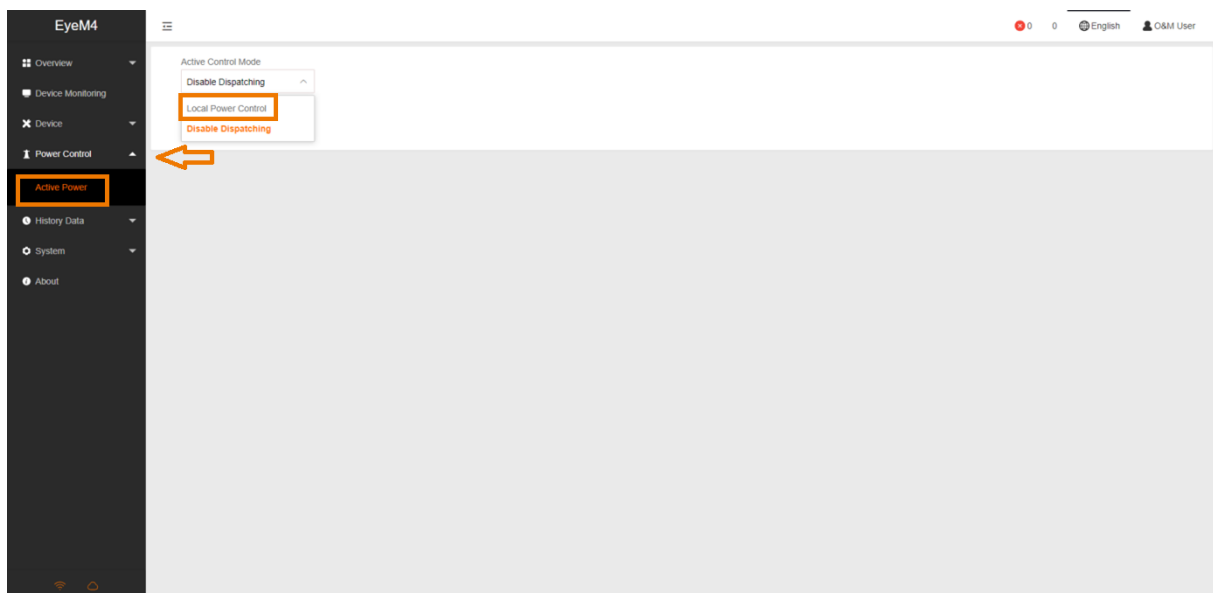 EyeM4
0 0 English O&M User
Overview
Device Monitoring
Device
Power Control
Active Power
History Data
System
About
Active Control Mode
Disable Dispatching
Local Power Control
Disable Dispatching